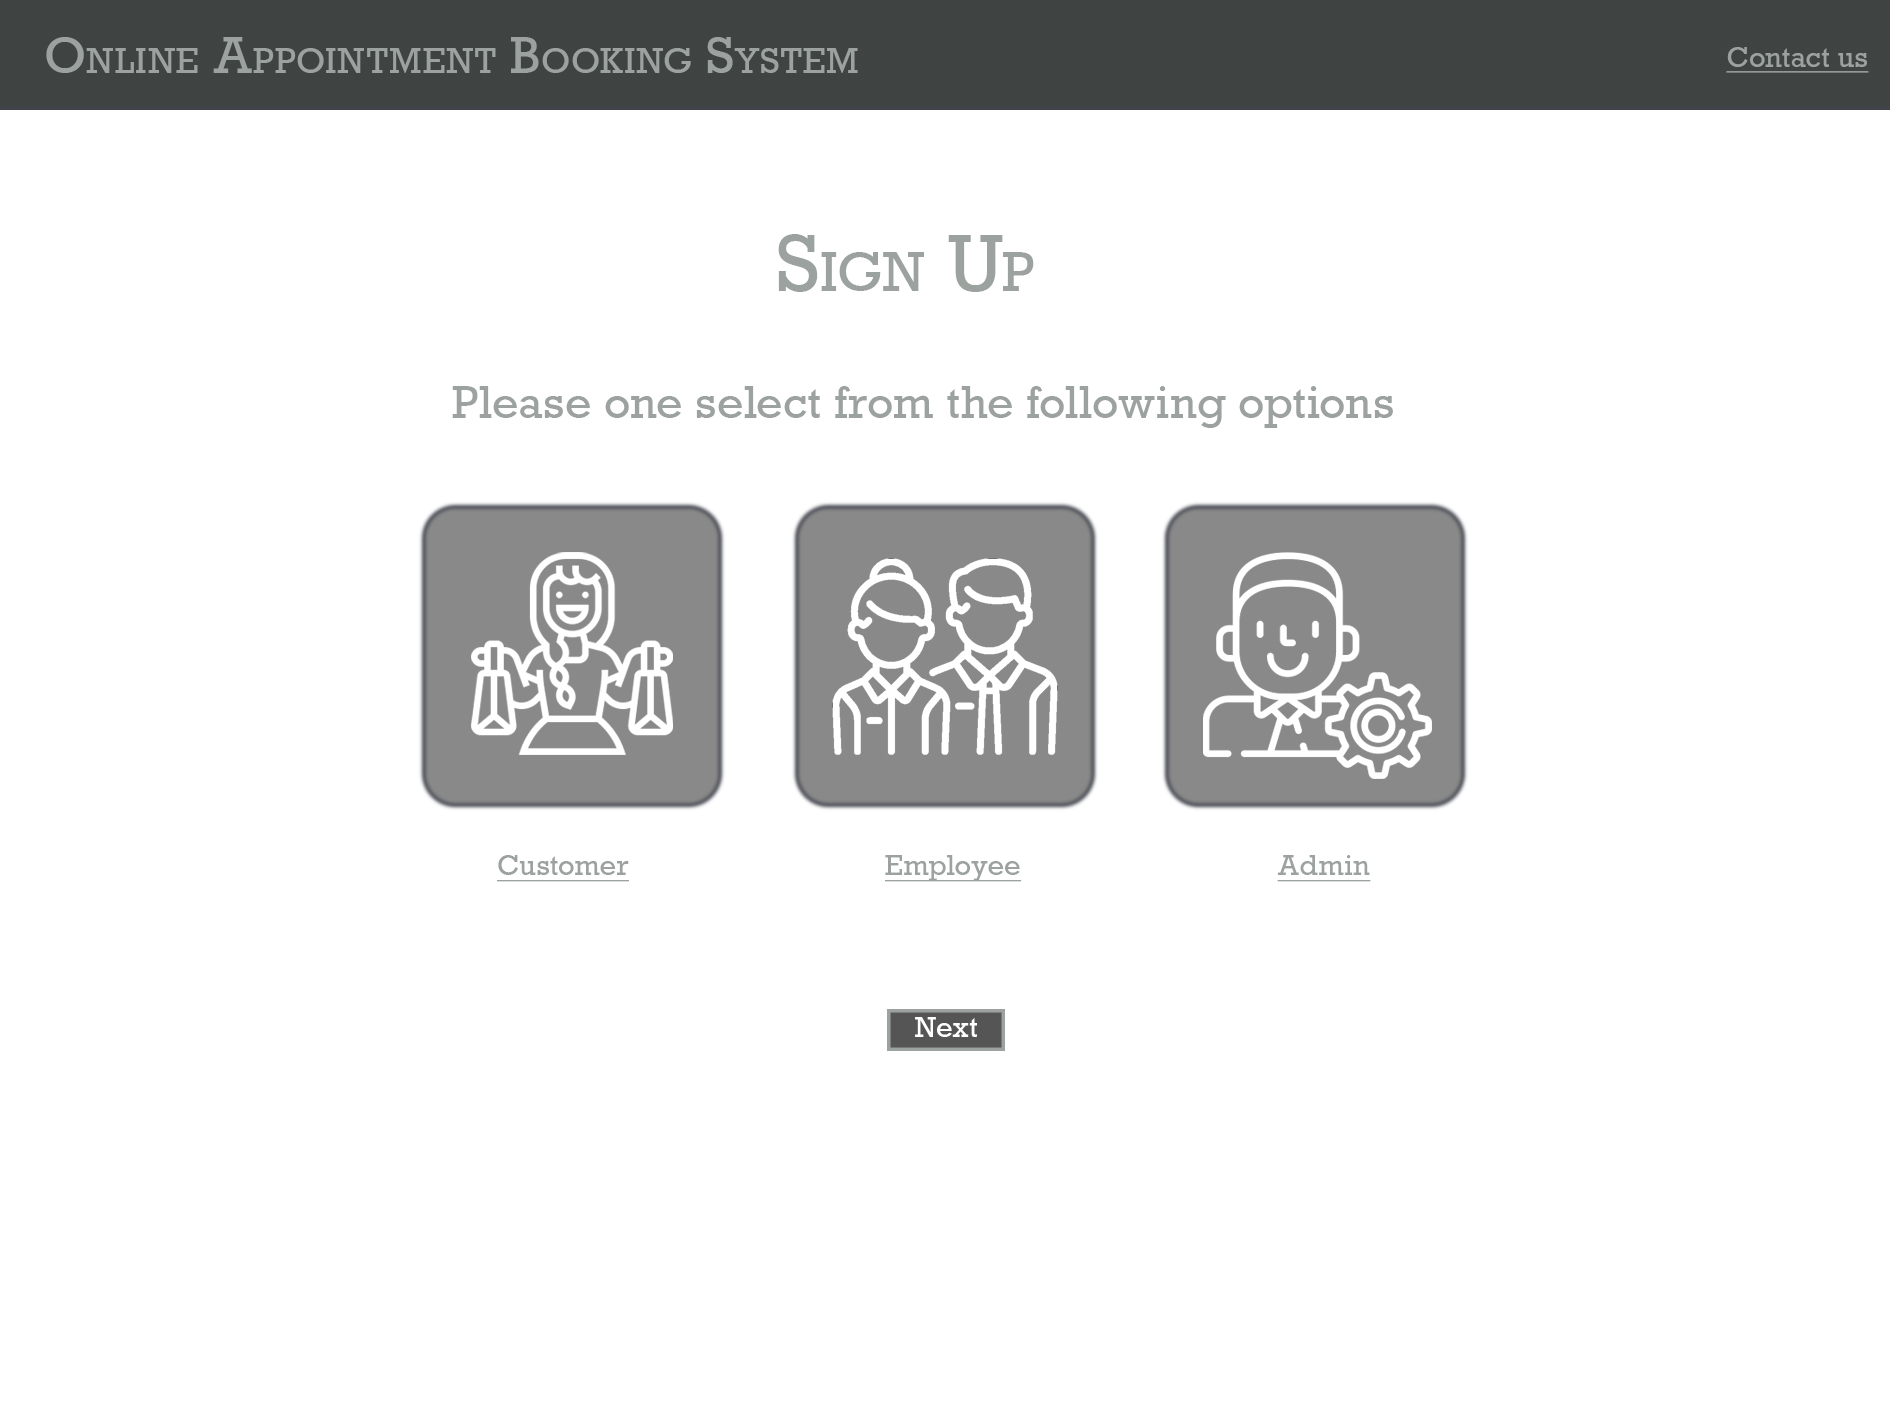 Online Appointment Booking System
Contact us
Sign Up
Please one select from the following options
Customer
Employee
Admin
Next